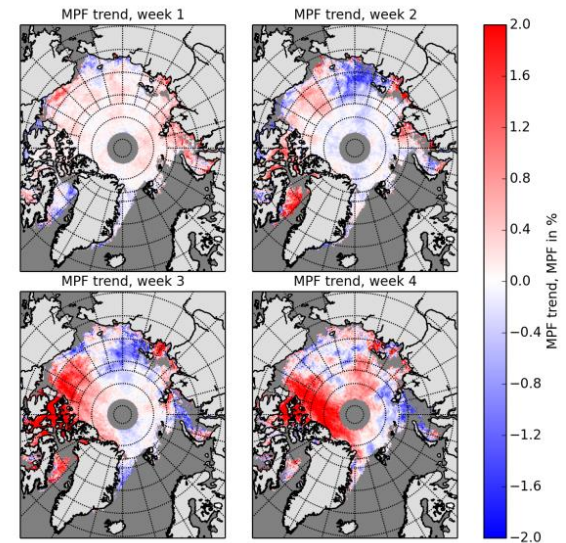 MPF trend, week 1
MPF trend, week 2
MPF trend, week 3
MPF trend, week 4
2.0
1.6
1.2
0.8
0.4
0.0
−0.4
−0.8
−1.2
−1.6
−2.0
MPF trend, MPF in %